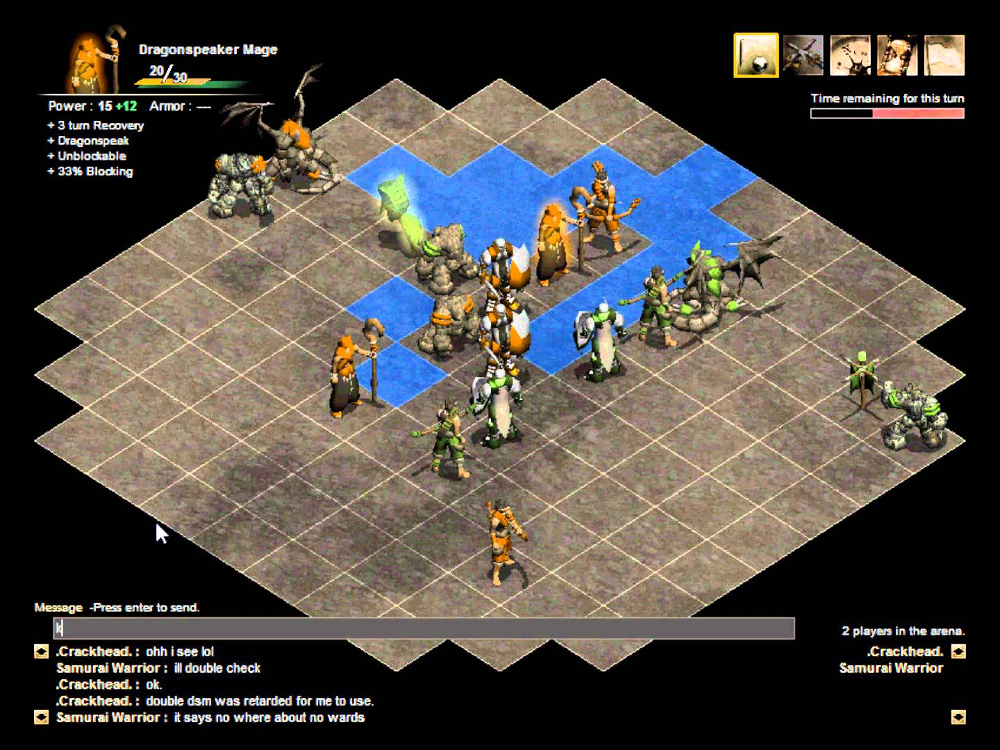 Dragonspeaker Mage
20/30
Power : 15 +12 Armor : ---
+ 3 turn Recovery
+ Dragonspeak
+ Unblockable
+ 33% Blocking
Time remaining for this turn
Message -Press enter to send.
k
2 players in the arena.
.Crackhead. : ohh i see lol
.Crackhead.
Samurai Warrior : ill double check
Samurai Warrior
.Crackhead. : ok.
.Crackhead. : double dsm was retarded for me to use.
Samurai Warrior : it says no where about no wards